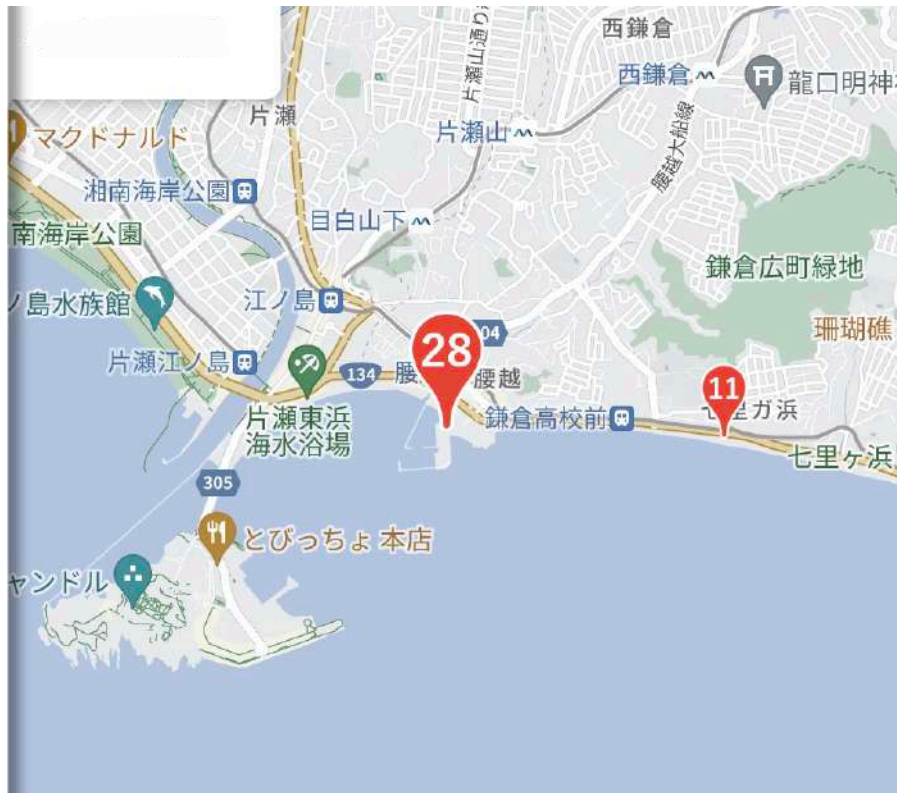 西鎌倉
片瀬山通り
西鎌倉
龍口明神
片瀬
マクドナルド
片瀬山
腰越大船線
湘南海岸公園
目白山下
南海岸公園
鎌倉広町緑地
ノ島水族館
江ノ島
04
珊瑚礁
28
片瀬江ノ島
134
腰越
11
七里ガ浜
片瀬東浜
海水浴場
鎌倉高校前
七里ヶ浜
305
とびっちょ 本店
ャンドル